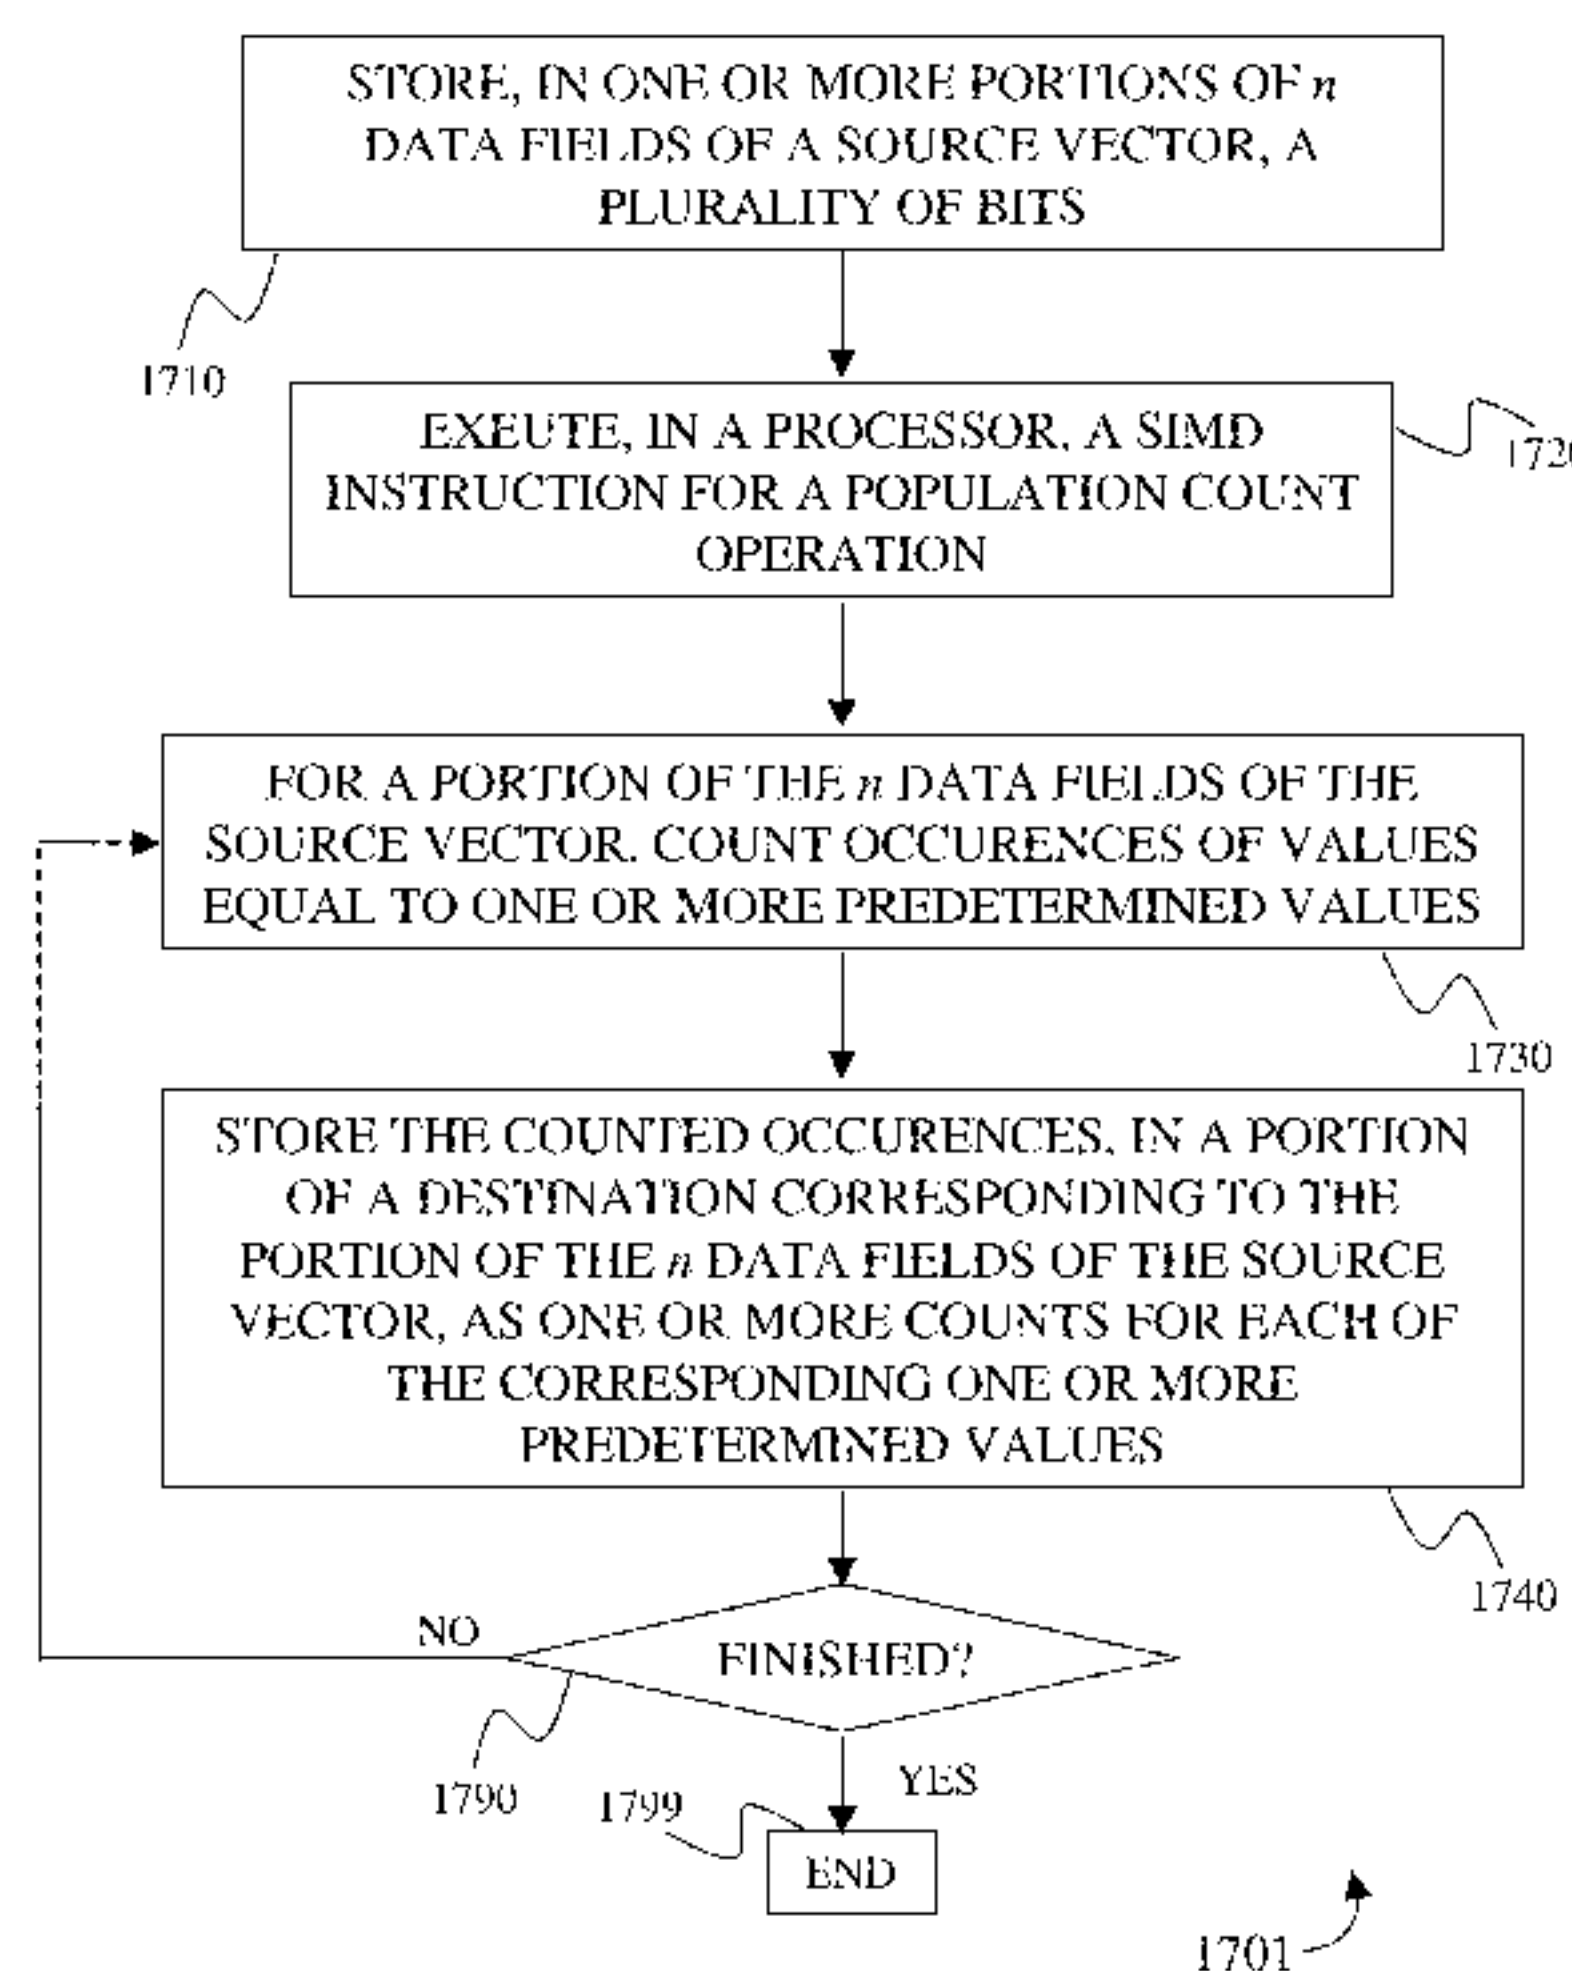 STORE, IN ONE OR MORE PORTIONS OF n
DATA FIELDS OF A SOURCE VECTOR, A
PLURALITY OF BITS
1710
EXEUTE, IN A PROCESSOR, A SIMD
INSTRUCTION FOR A POPULATION COUNT
OPERATION
1720
FOR A PORTION OF THE n DATA FIELDS OF THE
SOURCE VECTOR, COUNT OCCURENCES OF VALUES
EQUAL TO ONE OR MORE PREDETERMINED VALUES
1730
STORE THE COUNTED OCCURENCES, IN A PORTION
OF A DESTINATION CORRESPONDING TO THE
PORTION OF THE n DATA FIELDS OF THE SOURCE
VECTOR, AS ONE OR MORE COUNTS FOR EACH OF
THE CORRESPONDING ONE OR MORE
PREDETERMINED VALUES
1740
NO
FINISHED?
1790
YES
1799
END
1701